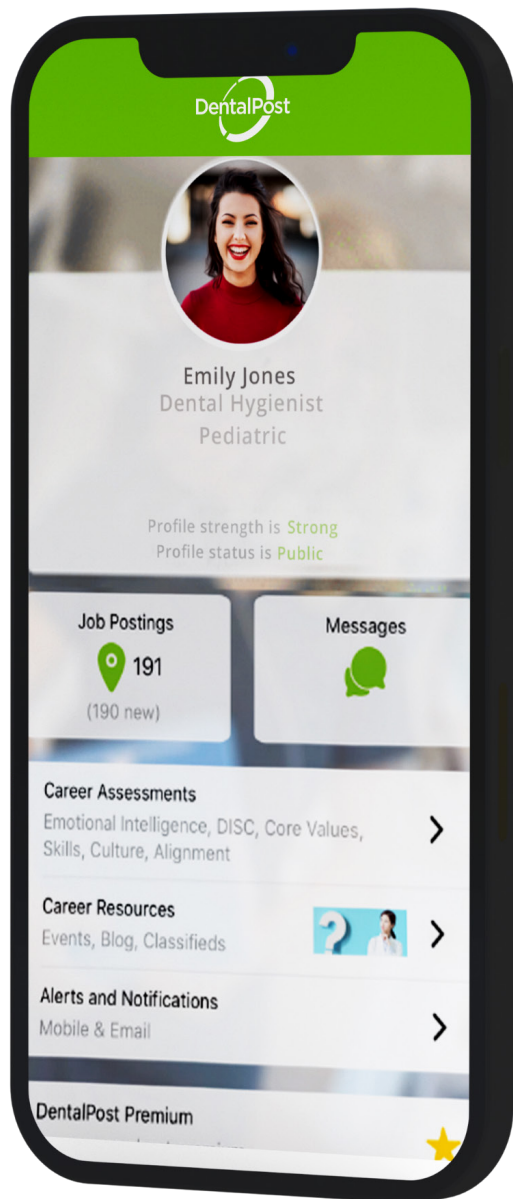 DentalPost
Emily Jones
Dental Hygienist
Pediatric
Profile strength is Strong
Profile status is Public
Job Postings
191
(190 new)
Messages
Career Assessments
Emotional Intelligence, DISC, Core Values,
Skills, Culture, Alignment
Career Resources
Events, Blog, Classifieds
?
Alerts and Notifications
Mobile & Email
DentalPost Premium